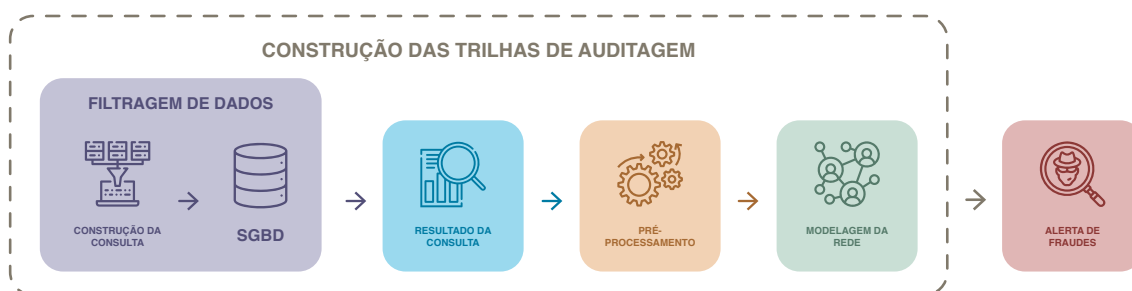 CONSTRUÇÃO DAS TRILHAS DE AUDITAGEM
FILTRAGEM DE DADOS
CONSTRUÇÃO DA
CONSULTA
SGBD
RESULTADO DA
CONSULTA
PRÉ-
PROCESSAMENTO
MODELAGEM DA
REDE
ALERTA DE
FRAUDES